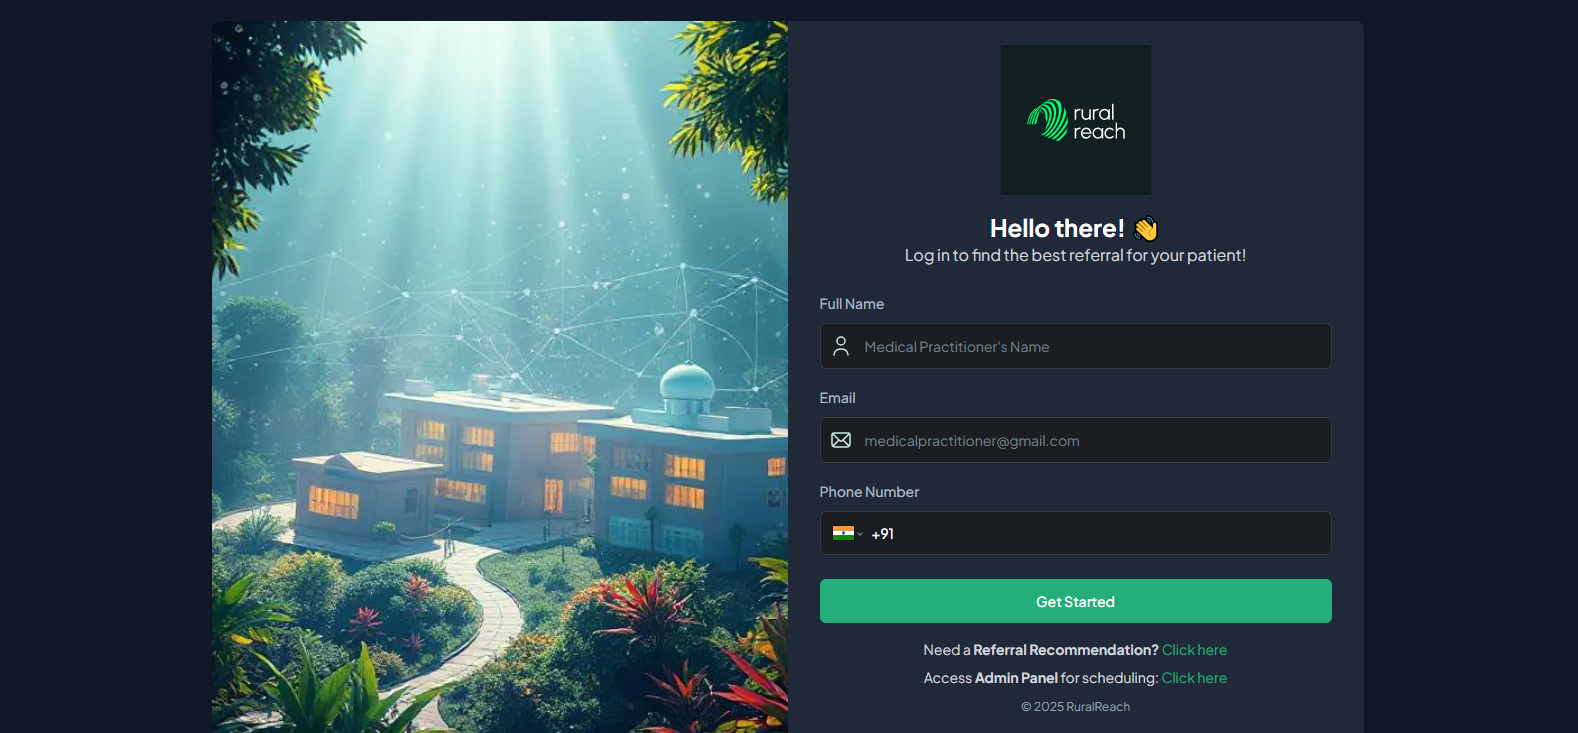 rural
reach
Hello there! 👋
Log in to find the best referral for your patient!
Full Name
Medical Practitioner's Name
Email
medicalpractitioner@gmail.com
Phone Number
+91
Get Started
Need a Referral Recommendation? Click here
Access Admin Panel for scheduling: Click here
© 2025 RuralReach